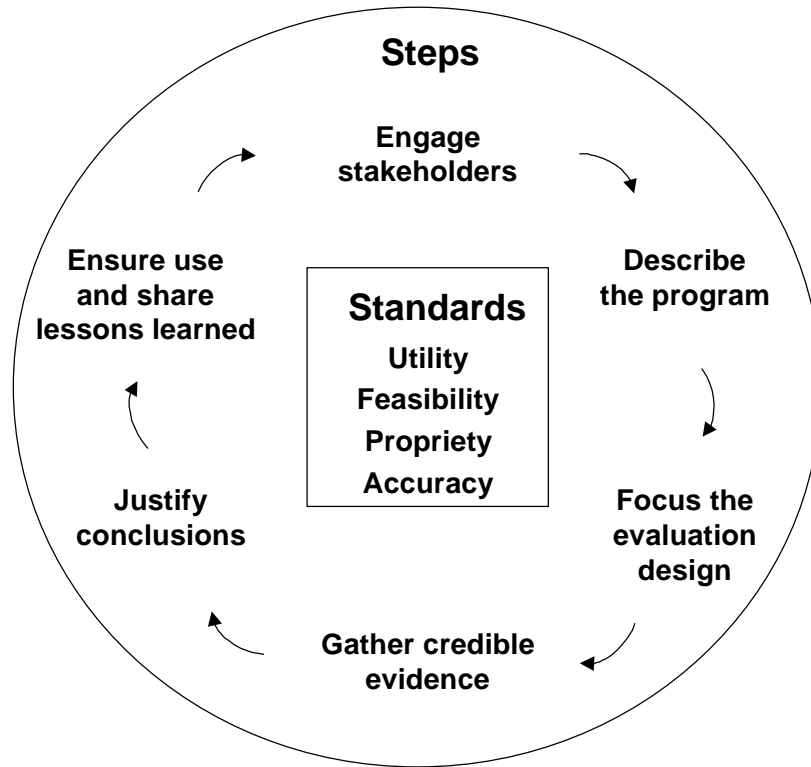 Steps
Engage
stakeholders
Describe
the program
Focus the
evaluation
design
Gather credible
evidence
Justify
conclusions
Ensure use
and share
lessons learned
Standards
Utility
Feasibility
Propriety
Accuracy